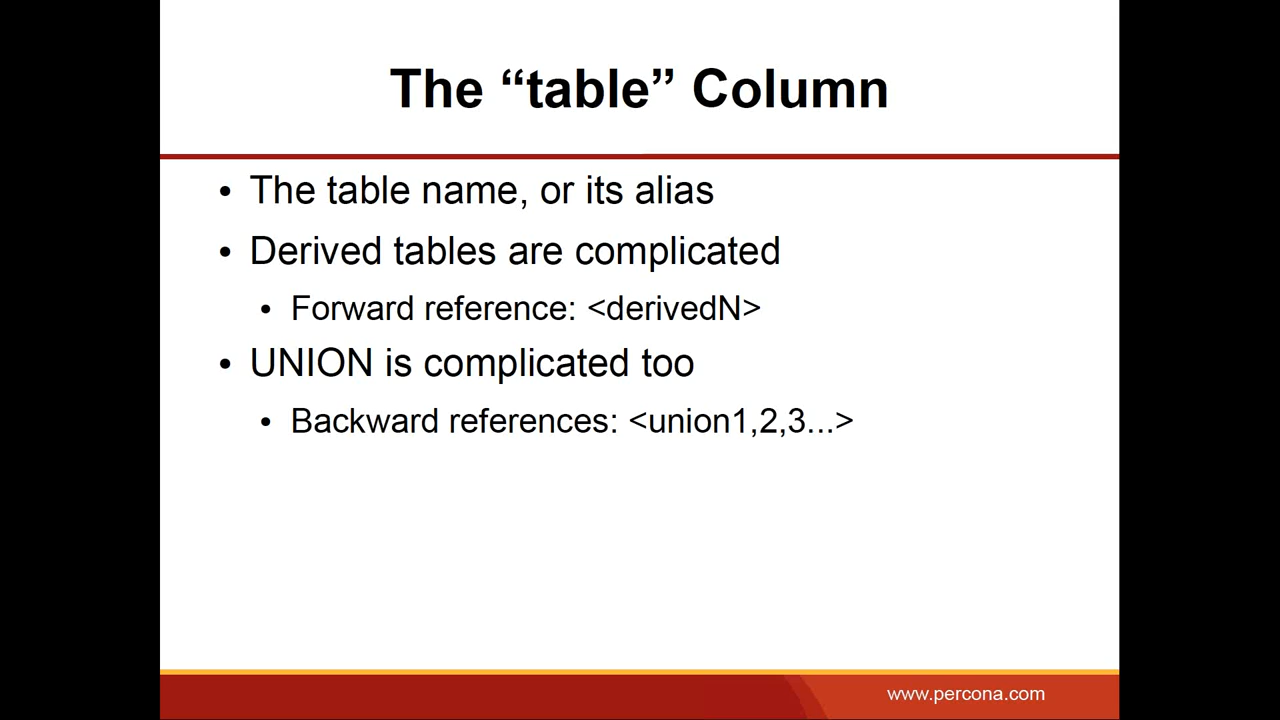 The “table” Column
• The table name, or its alias
• Derived tables are complicated
• Forward reference: <derivedN>
• UNION is complicated too
• Backward references: <union1,2,3...>
www.percona.com